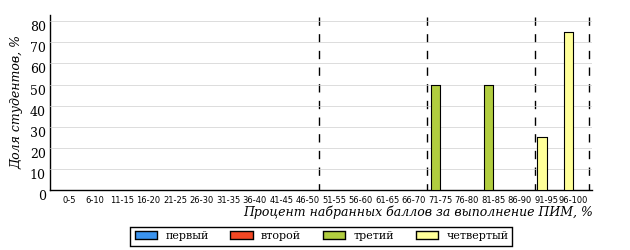 80
70
60
50
40
30
20
10
0
Доля студентов, %
0-5 6-10 11-15 16-20 21-25 26-30 31-35 36-40 41-45 46-50 51-55 56-60 61-65 66-70 71-75 76-80 81-85 86-90 91-95 96-100
Процент набранных баллов за выполнение ПИМ, %
первый второй третий четвертый